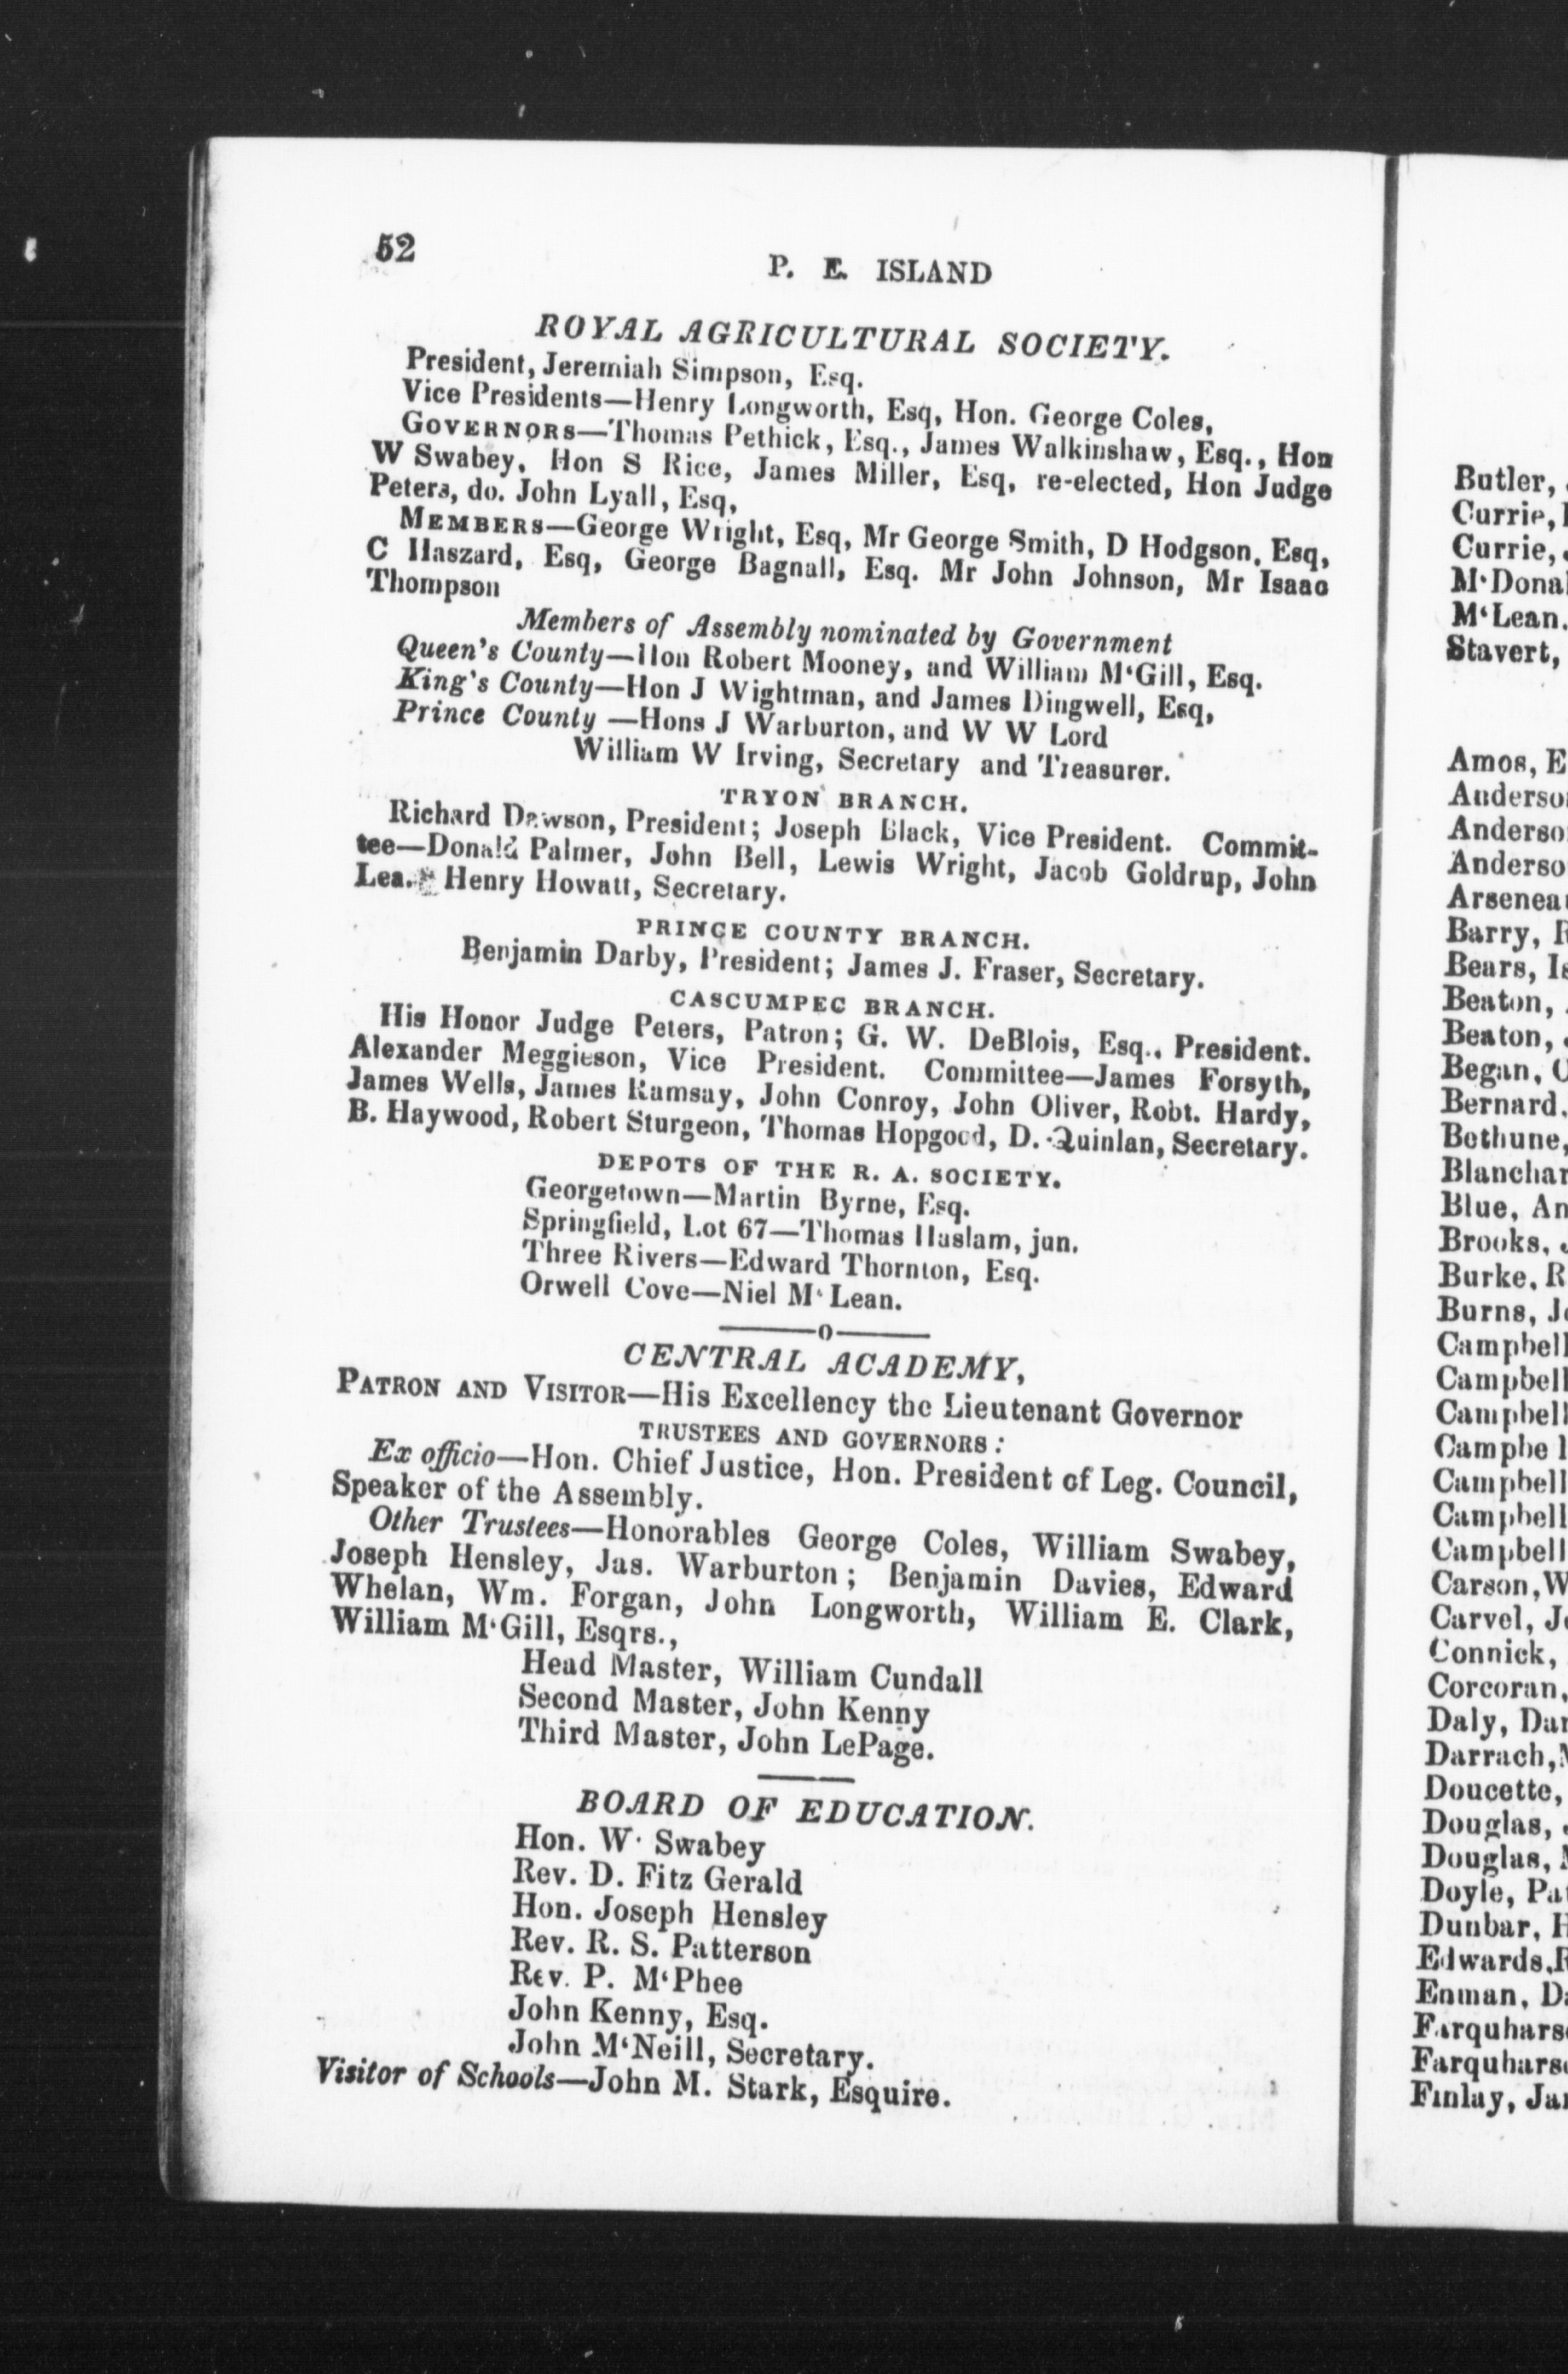 52
P. E. ISLAND
ROYAL AGRICULTURAL SOCIETY.
President, Jeremiah Simpson, Esq.
Vice Presidents—Henry Longworth, Esq, Hon. George Coles,
GOVERNORS—Thomas Pethick, Esq., James Walkinshaw, Esq., Hon
W Swabey, Hon S Rice, James Miller, Esq, re-elected, Hon Judge
Peters, do. John Lyall, Esq,
MEMBERS—George Wright, Esq, Mr George Smith, D Hodgson, Esq,
C Haszard, Esq, George Bagnall, Esq. Mr John Johnson, Mr Isaac
Thompson
Members of Assembly nominated by Government
Queen's County—Hon Robert Mooney, and William M‘Gill, Esq.
King's County—Hon J Wightman, and James Dingwell, Esq,
Prince County —Hons J Warburton, and W W Lord
William W Irving, Secretary and Treasurer.
TRYON BRANCH.
Richard Dawson, President; Joseph Black, Vice President. Commit-
tee—Donald Palmer, John Bell, Lewis Wright, Jacob Goldrup, John
Lea. Henry Howatt, Secretary.
PRINCE COUNTY BRANCH.
Benjamin Darby, President; James J. Fraser, Secretary.
CASCUMPEC BRANCH.
His Honor Judge Peters, Patron; G. W. DeBlois, Esq., President.
Alexander Meggieson, Vice President. Committee—James Forsyth,
James Wells, James Ramsay, John Conroy, John Oliver, Robt. Hardy,
B. Haywood, Robert Sturgeon, Thomas Hopgood, D. Quinlan, Secretary.
DEPOTS OF THE R. A. SOCIETY.
Georgetown—Martin Byrne, Esq.
Springfield, Lot 67—Thomas Haslam, jun.
Three Rivers—Edward Thornton, Esq.
Orwell Cove—Niel M‘Lean.
0
CENTRAL ACADEMY,
PATRON AND VISITOR—His Excellency the Lieutenant Governor
TRUSTEES AND GOVERNORS:
Ex officio—Hon. Chief Justice, Hon. President of Leg. Council,
Speaker of the Assembly.
Other Trustees—Honorables George Coles, William Swabey,
Joseph Hensley, Jas. Warburton; Benjamin Davies, Edward
Whelan, Wm. Forgan, John Longworth, William E. Clark,
William M‘Gill, Esqrs.,
Head Master, William Cundall
Second Master, John Kenny
Third Master, John LePage.
BOARD OF EDUCATION.
Hon. W. Swabey
Rev. D. Fitz Gerald
Hon. Joseph Hensley
Rev. R. S. Patterson
Rev. P. M‘Phee
John Kenny, Esq.
John M‘Neill, Secretary.
Visitor of Schools—John M. Stark, Esquire.
Butler,
Currie,
Currie,
M‘Donal
M‘Lean.
Stavert,
Amos, E
Anderso
Anderso
Anderso
Arsenea
Barry,
Bears, Is
Beaton,
Beaton,
Began,
Bernard,
Bethune,
Blanchar
Blue, An
Brooks,
Burke, R
Burns, J
Campbell
Campbell
Campbell
Campbe l
Campbell
Campbell
Campbell
Carson, W
Carvel, J
Connick,
Corcoran,
Daly, Da
Darrach,
Doucette,
Douglas,
Douglas,
Doyle, Pa
Dunbar, H
Edwards,
Enman, D
Farquhars
Farquhars
Finlay, Ja